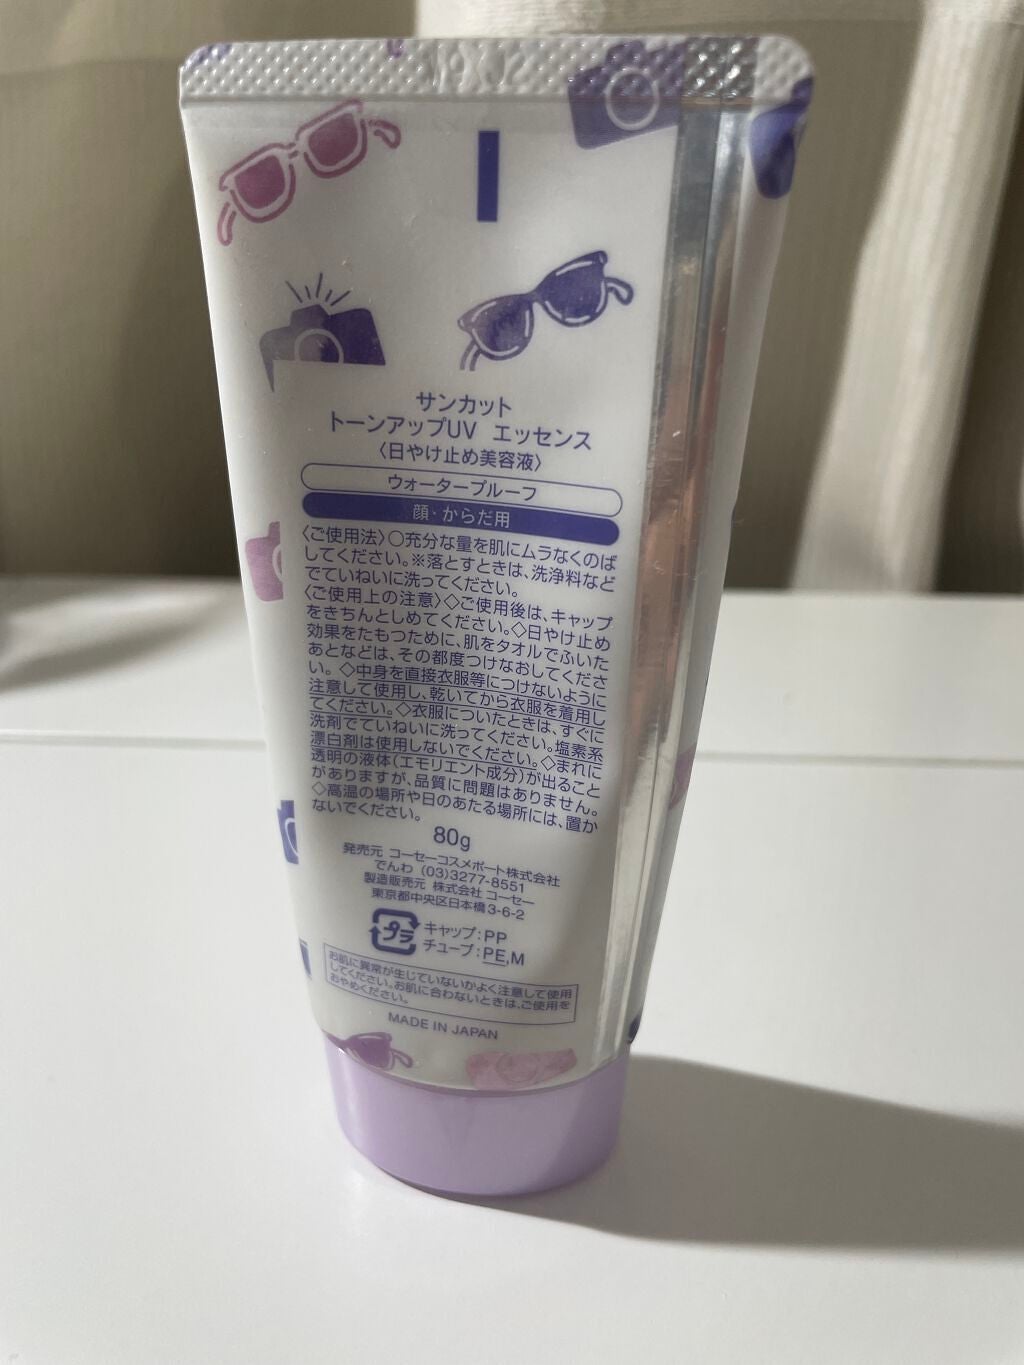 サンカット
トーンアップUV エッセンス
〈日やけ止め美容液〉
ウォータープルーフ
顔・からだ用
〈ご使用法〉○充分な量を肌にムラなくのば
してください。※落とすときは、洗浄料など
でていねいに洗ってください。
〈ご使用上の注意〉◇ご使用後は、キャップ
をきちんとしめてください。◇日やけ止め
効果をたもつために、肌をタオルでふいた
あとなどは、その都度つけなおしてくださ
い。◇中身を直接衣服等につけないように
注意して使用し、乾いてから衣服を着用し
てください。◇衣服についたときは、すぐに
洗剤でていねいに洗ってください。塩素系
漂白剤は使用しないでください。◇まれに
透明の液体(エモリエント成分)が出ること
がありますが、品質に問題はありません。
◇高温の場所や日のあたる場所には、置か
ないでください。
80g
発売元 コーセーコスメポート株式会社
でんわ (03)3277-8551
製造販売元 株式会社 コーセー
東京都中央区日本橋3-6-2
プラ
キャップ:PP
チューブ:PE,M
お肌に異常が生じていないかよく注意して使用
してください。お肌に合わないときは、ご使用を
おやめください。
MADE IN JAPAN